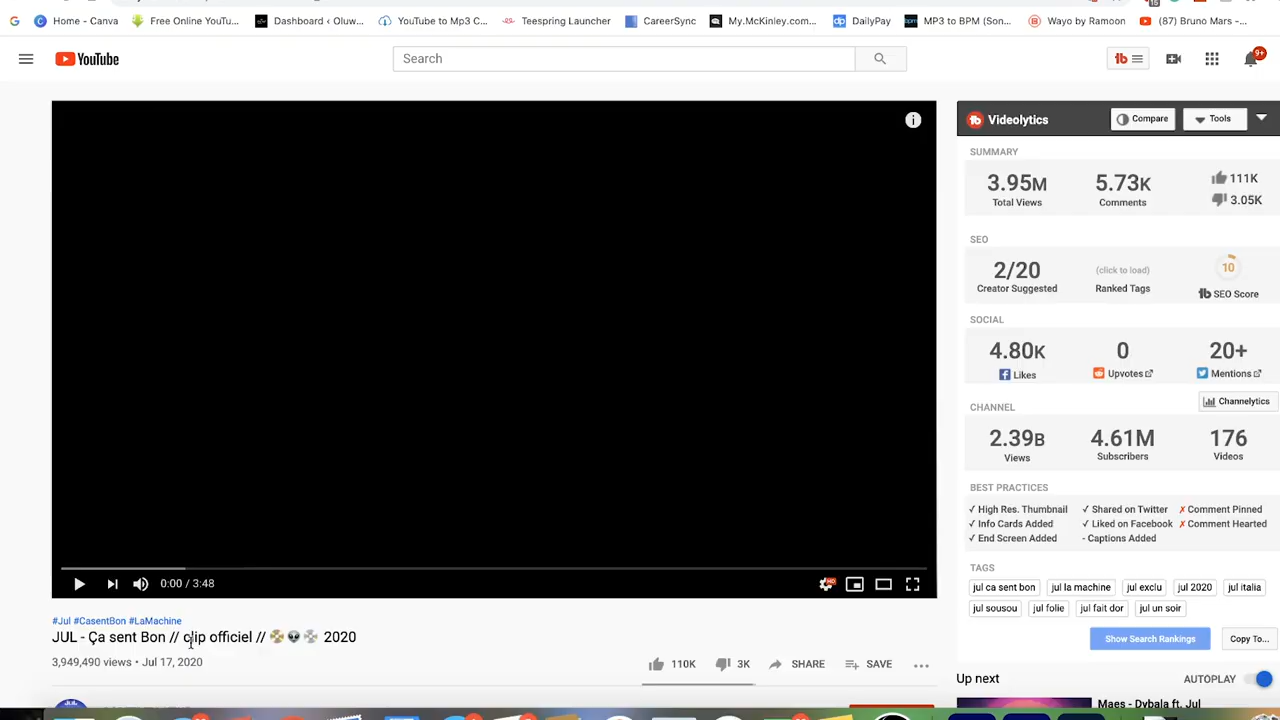 Home - Canva Free Online YouTu... Dashboard ‹ Oluw... YouTube to Mp3 C... Teespring Launcher CareerSync My.McKinley.com... DailyPay MP3 to BPM (Son... Wayo by Ramoon (87) Bruno Mars -...
YouTube Search 9+
Videolytics Compare Tools
SUMMARY
3.95M 5.73K 111K
Total Views Comments 3.05K
SEO
2/20 (click to load) 10
Creator Suggested Ranked Tags SEO Score
SOCIAL
4.80K 0 20+
Likes Upvotes Mentions
CHANNEL Channelytics
2.39B 4.61M 176
Views Subscribers Videos
BEST PRACTICES
✓ High Res. Thumbnail ✓ Shared on Twitter ✗ Comment Pinned
✓ Info Cards Added ✓ Liked on Facebook ✗ Comment Hearted
✓ End Screen Added - Captions Added
TAGS
jul ca sent bon jul la machine jul exclu jul 2020 jul italia
jul sousou jul folie jul fait dor jul un soir
Show Search Rankings Copy To...
0:00 / 3:48
#Jul #CasentBon #LaMachine
JUL - Ça sent Bon // clip officiel // 2020
3,949,490 views • Jul 17, 2020
110K 3K SHARE SAVE
Up next AUTOPLAY
Maes - Dybala ft. Jul